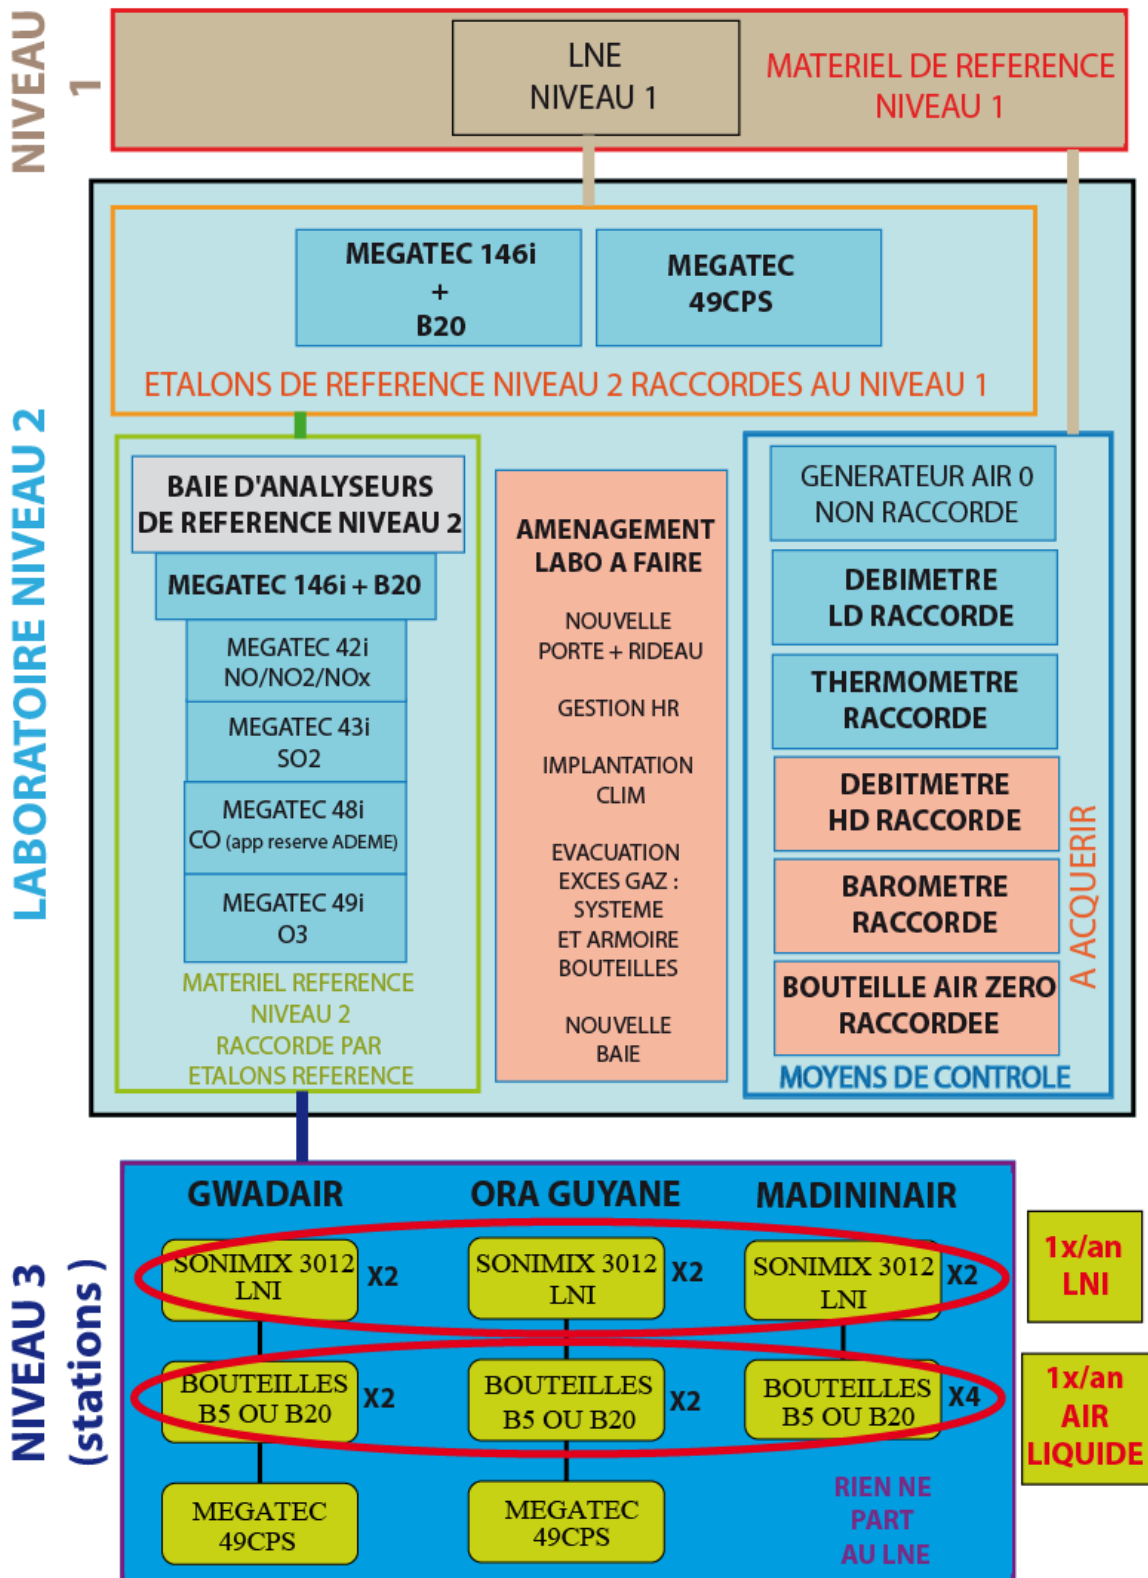 NIVEAU
1
LNE
NIVEAU 1
MATERIEL DE REFERENCE
NIVEAU 1
LABORATOIRE NIVEAU 2
MEGATEC 146i
+
B20
MEGATEC
49CPS
ETALONS DE REFERENCE NIVEAU 2 RACCORDES AU NIVEAU 1
BAIE D'ANALYSEURS
DE REFERENCE NIVEAU 2
MEGATEC 146i + B20
MEGATEC 42i
NO/NO2/NOx
MEGATEC 43i
SO2
MEGATEC 48i
CO (app reserve ADEME)
MEGATEC 49i
O3
MATERIEL REFERENCE
NIVEAU 2
RACCORDE PAR
ETALONS REFERENCE
AMENAGEMENT
LABO A FAIRE
NOUVELLE
PORTE + RIDEAU
GESTION HR
IMPLANTATION
CLIM
EVACUATION
EXCES GAZ :
SYSTEME
ET ARMOIRE
BOUTEILLES
NOUVELLE
BAIE
GENERATEUR AIR 0
NON RACCORDE
DEBIMETRE
LD RACCORDE
THERMOMETRE
RACCORDE
DEBITMETRE
HD RACCORDE
BAROMETRE
RACCORDE
BOUTEILLE AIR ZERO
RACCORDEE
A ACQUERIR
MOYENS DE CONTROLE
NIVEAU 3
(stations )
GWADAIR
ORA GUYANE
MADININAIR
SONIMIX 3012
LNI
X2
SONIMIX 3012
LNI
X2
SONIMIX 3012
LNI
X2
1x/an
LNI
BOUTEILLES
B5 OU B20
X2
BOUTEILLES
B5 OU B20
X2
BOUTEILLES
B5 OU B20
X4
1x/an
AIR
LIQUIDE
MEGATEC
49CPS
MEGATEC
49CPS
RIEN NE
PART
AU LNE